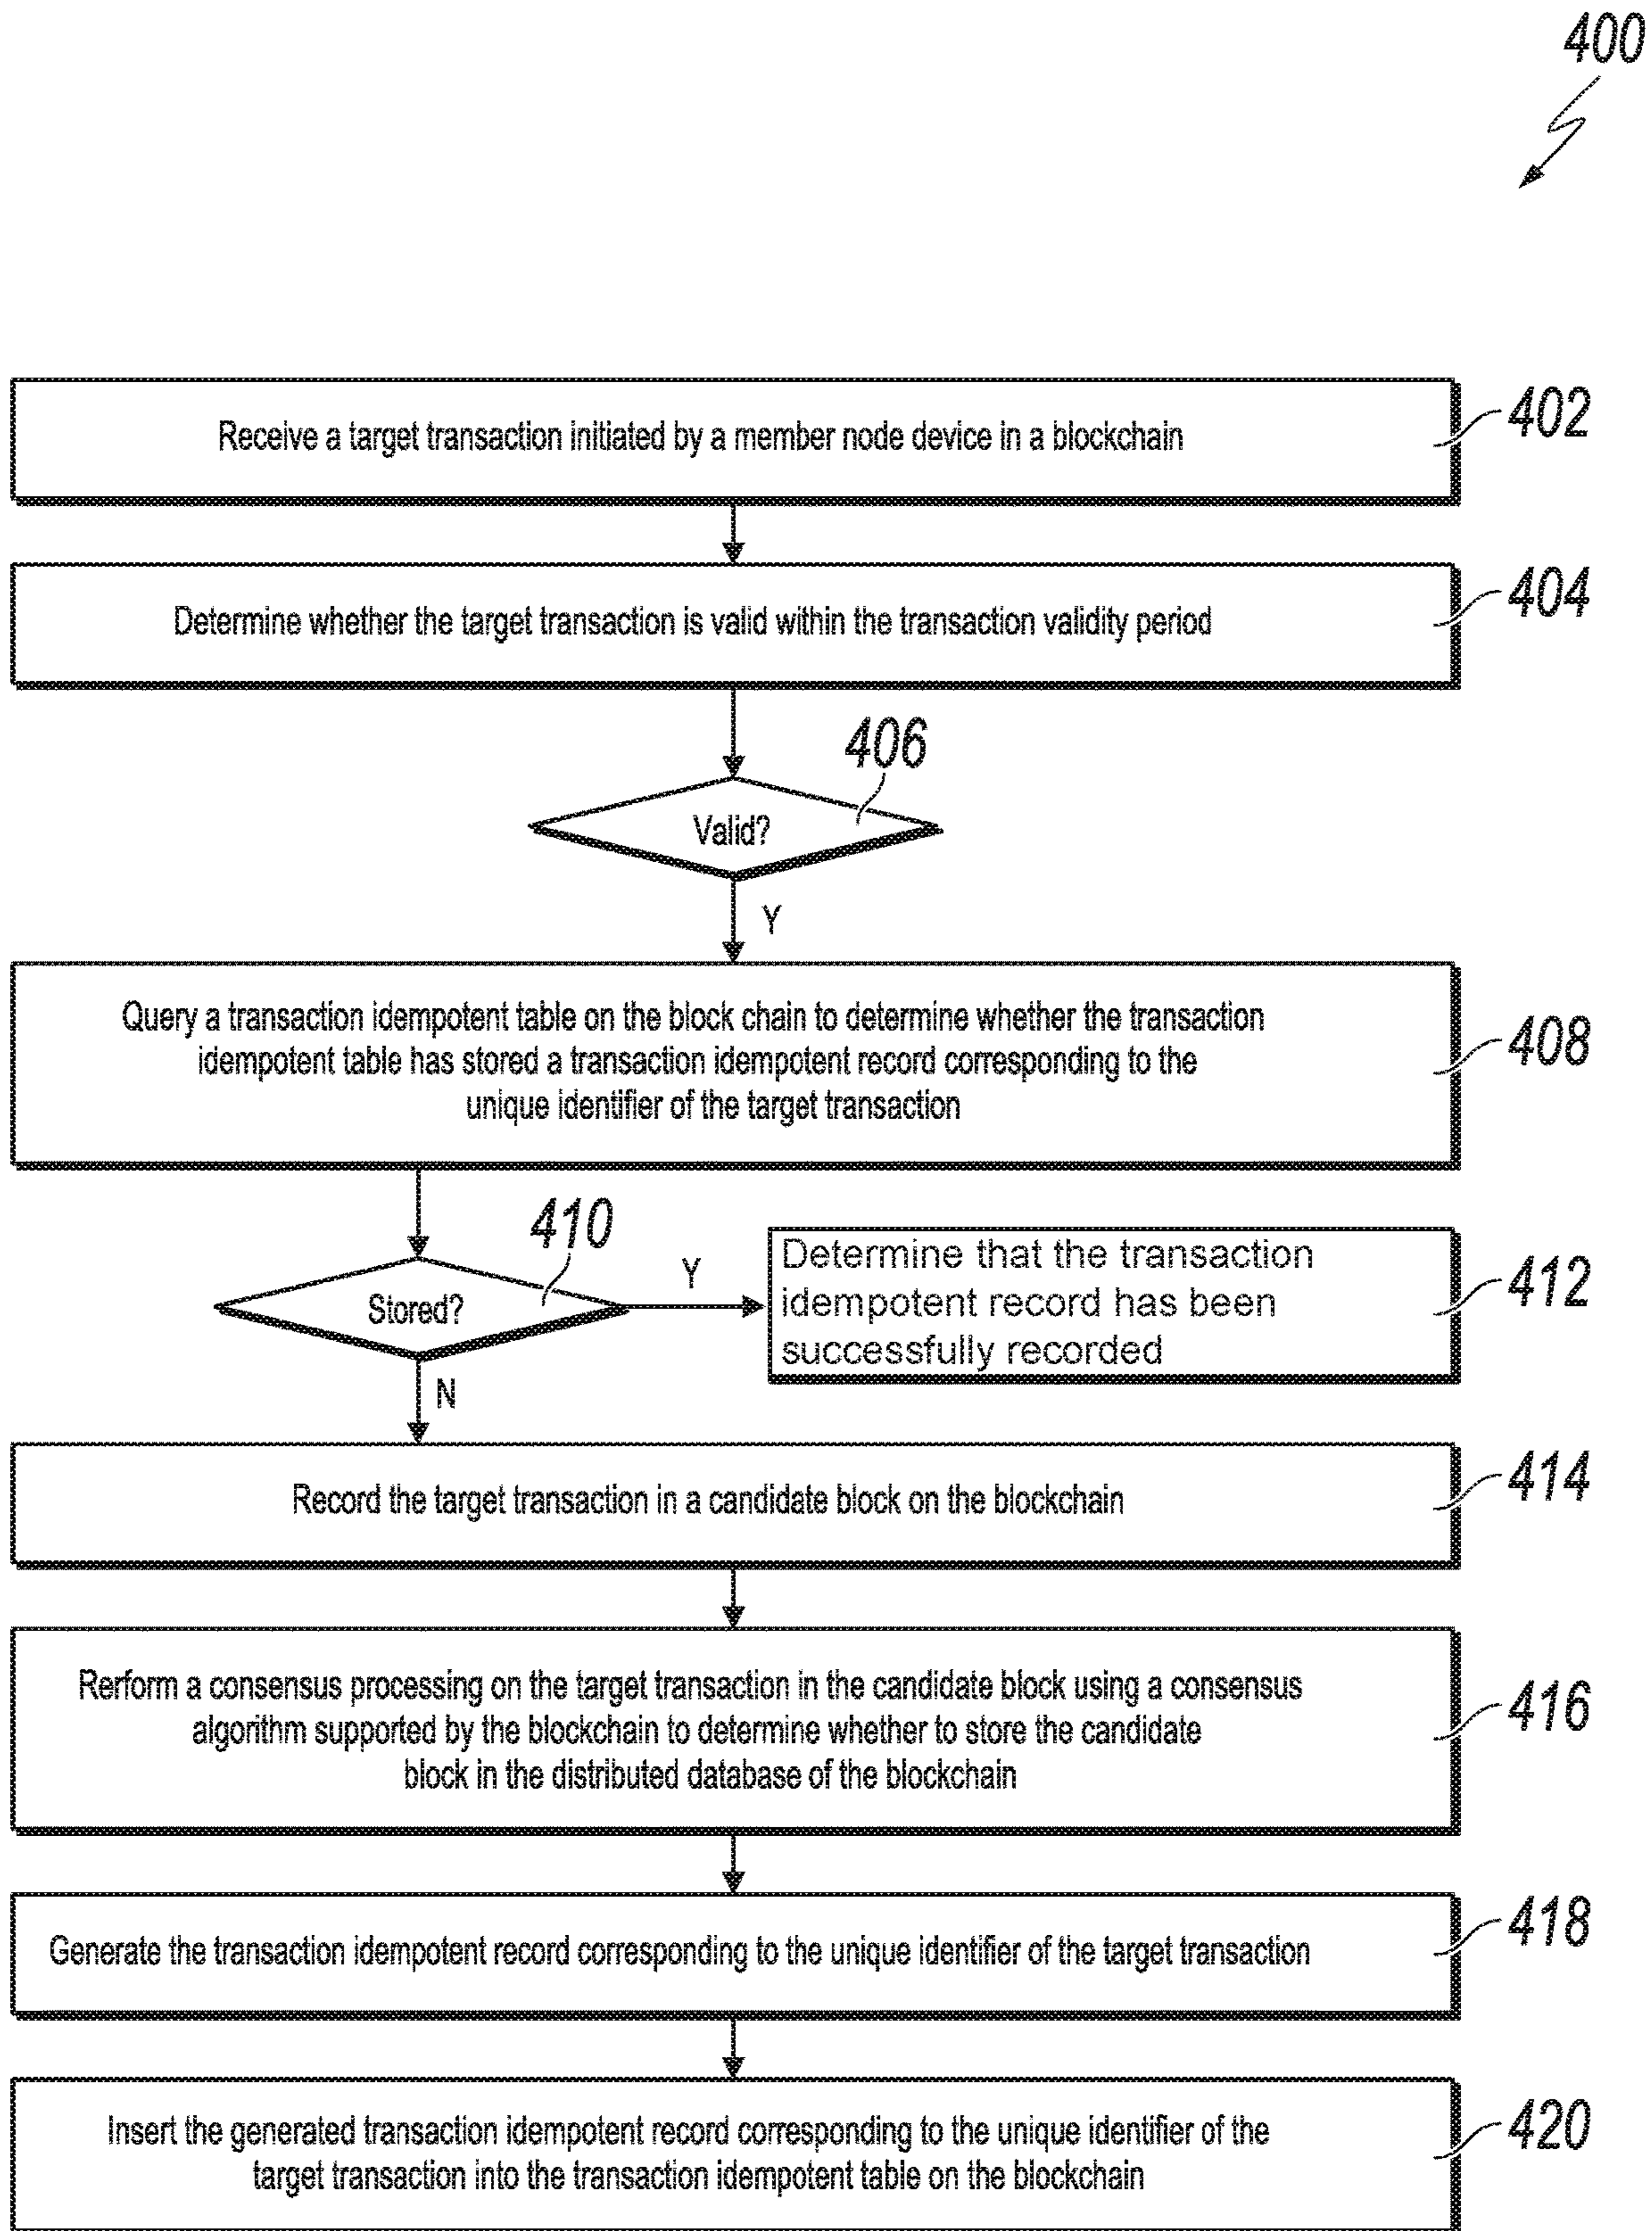 400
Receive a target transaction initiated by a member node device in a blockchain
402
Determine whether the target transaction is valid within the transaction validity period
404
406
Valid?
Y
Query a transaction idempotent table on the block chain to determine whether the transaction
idempotent table has stored a transaction idempotent record corresponding to the
unique identifier of the target transaction
408
410
Stored?
Y
Determine that the transaction
idempotent record has been
successfully recorded
412
N
Record the target transaction in a candidate block on the blockchain
414
Rerform a consensus processing on the target transaction in the candidate block using a consensus
algorithm supported by the blockchain to determine whether to store the candidate
block in the distributed database of the blockchain
416
Generate the transaction idempotent record corresponding to the unique identifier of the target transaction
418
Insert the generated transaction idempotent record corresponding to the unique identifier of the
target transaction into the transaction idempotent table on the blockchain
420